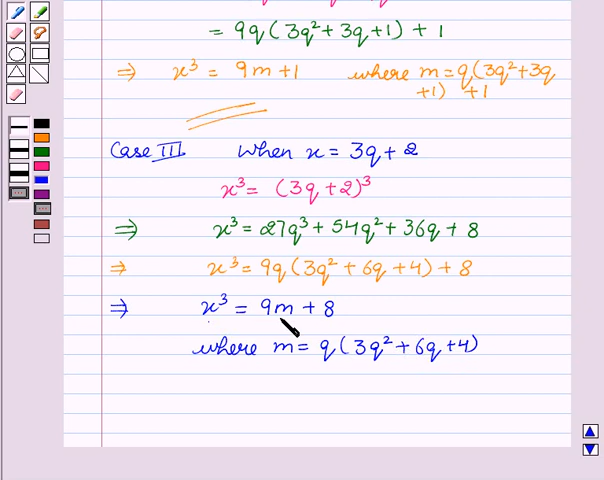 = 9q ( 3q² + 3q + 1 ) + 1
⇒ x³ = 9m + 1 where m = q ( 3q² + 3q
+1) + 1
Case III When x = 3q + 2
x³ = (3q + 2)³
⇒ x³ = 27q³ + 54q² + 36q + 8
⇒ x³ = 9q ( 3q² + 6q + 4 ) + 8
⇒ x³ = 9m + 8
where m = q ( 3q² + 6q + 4)